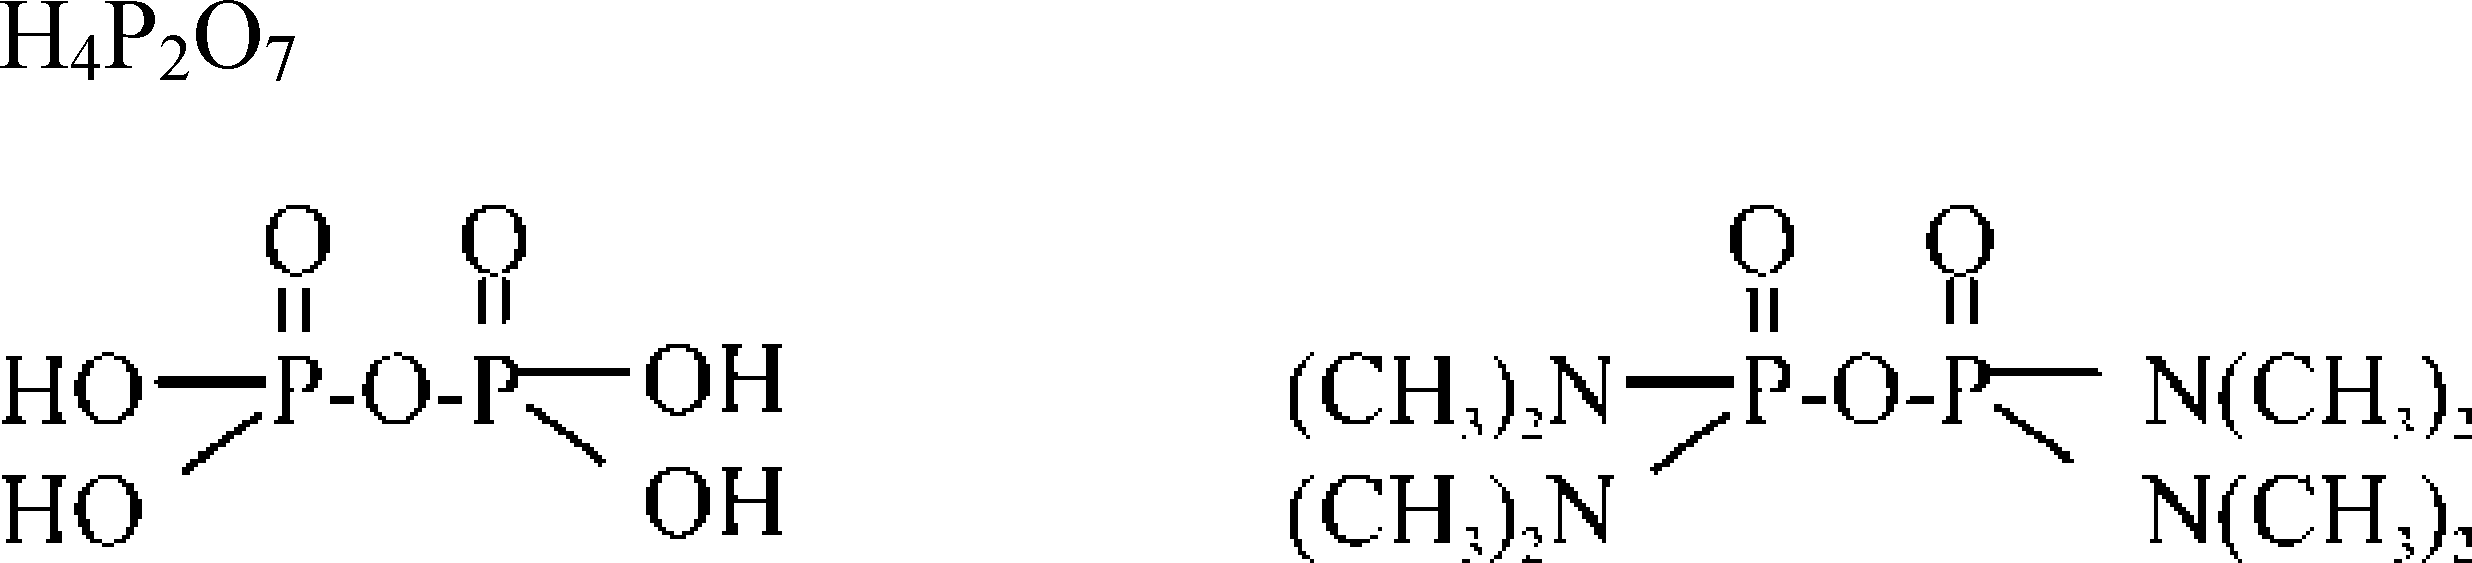 H₄P₂O₇
O O O O
HO P-O-P OH (CH₃)₂N P-O-P N(CH₃)₂
HO OH (CH₃)₂N N(CH₃)₂